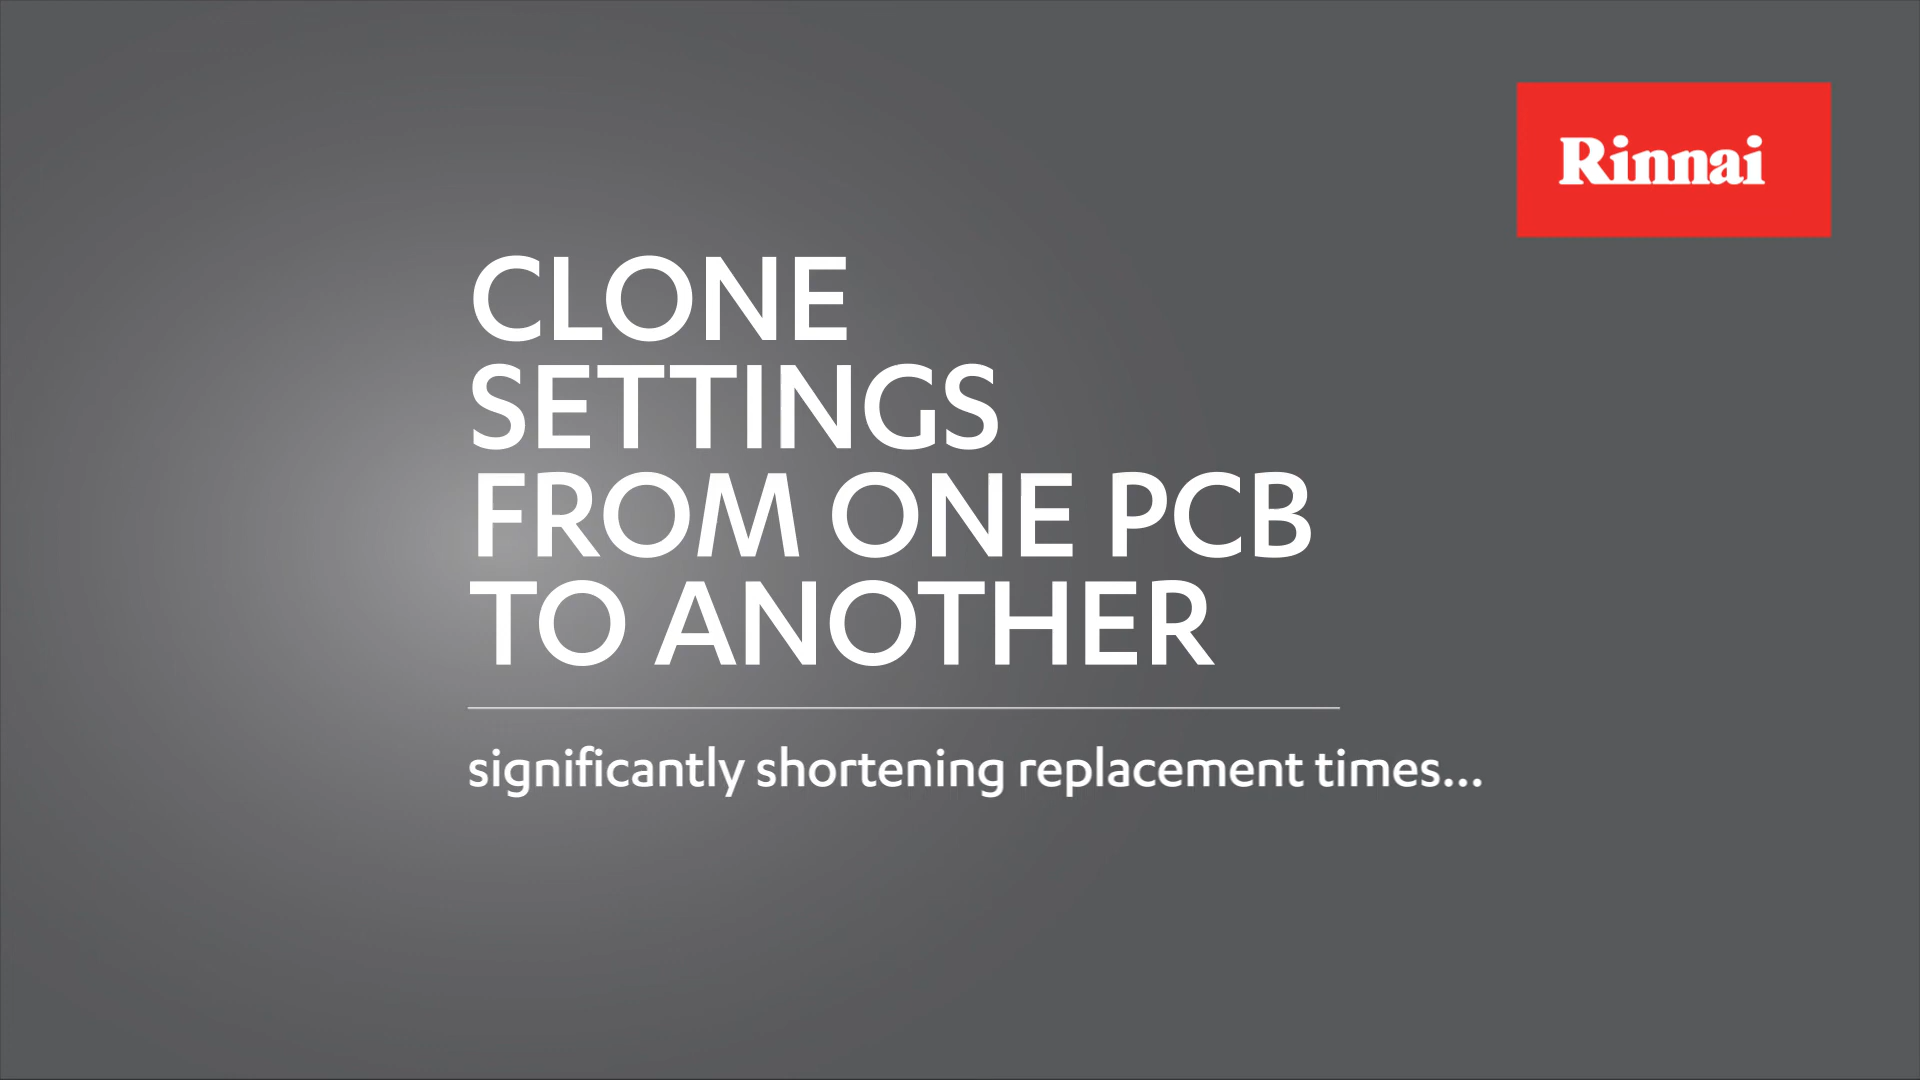 Rinnai
CLONE
SETTINGS
FROM ONE PCB
TO ANOTHER
significantly shortening replacement times...